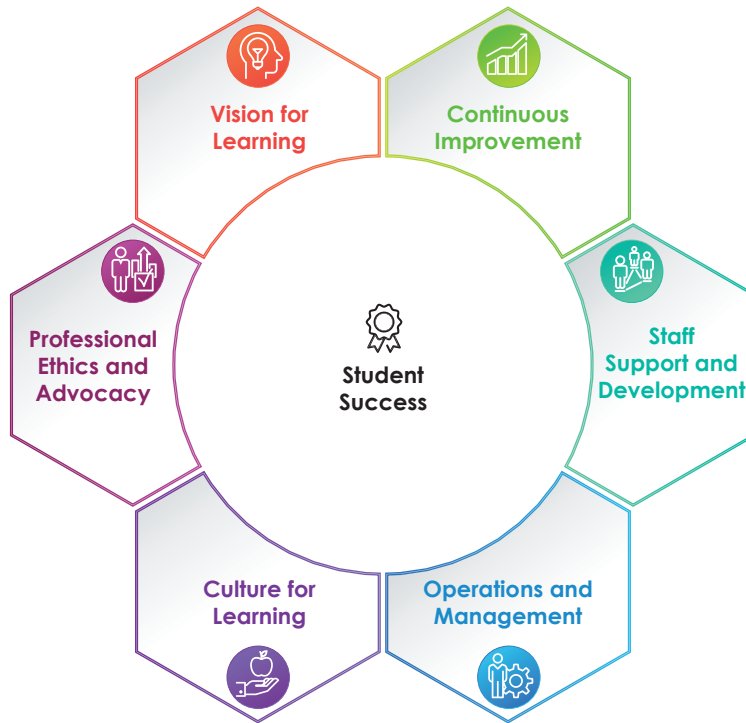 Vision for
Learning
Continuous
Improvement
Professional
Ethics and
Advocacy
Student
Success
Staff
Support and
Development
Culture for
Learning
Operations and
Management